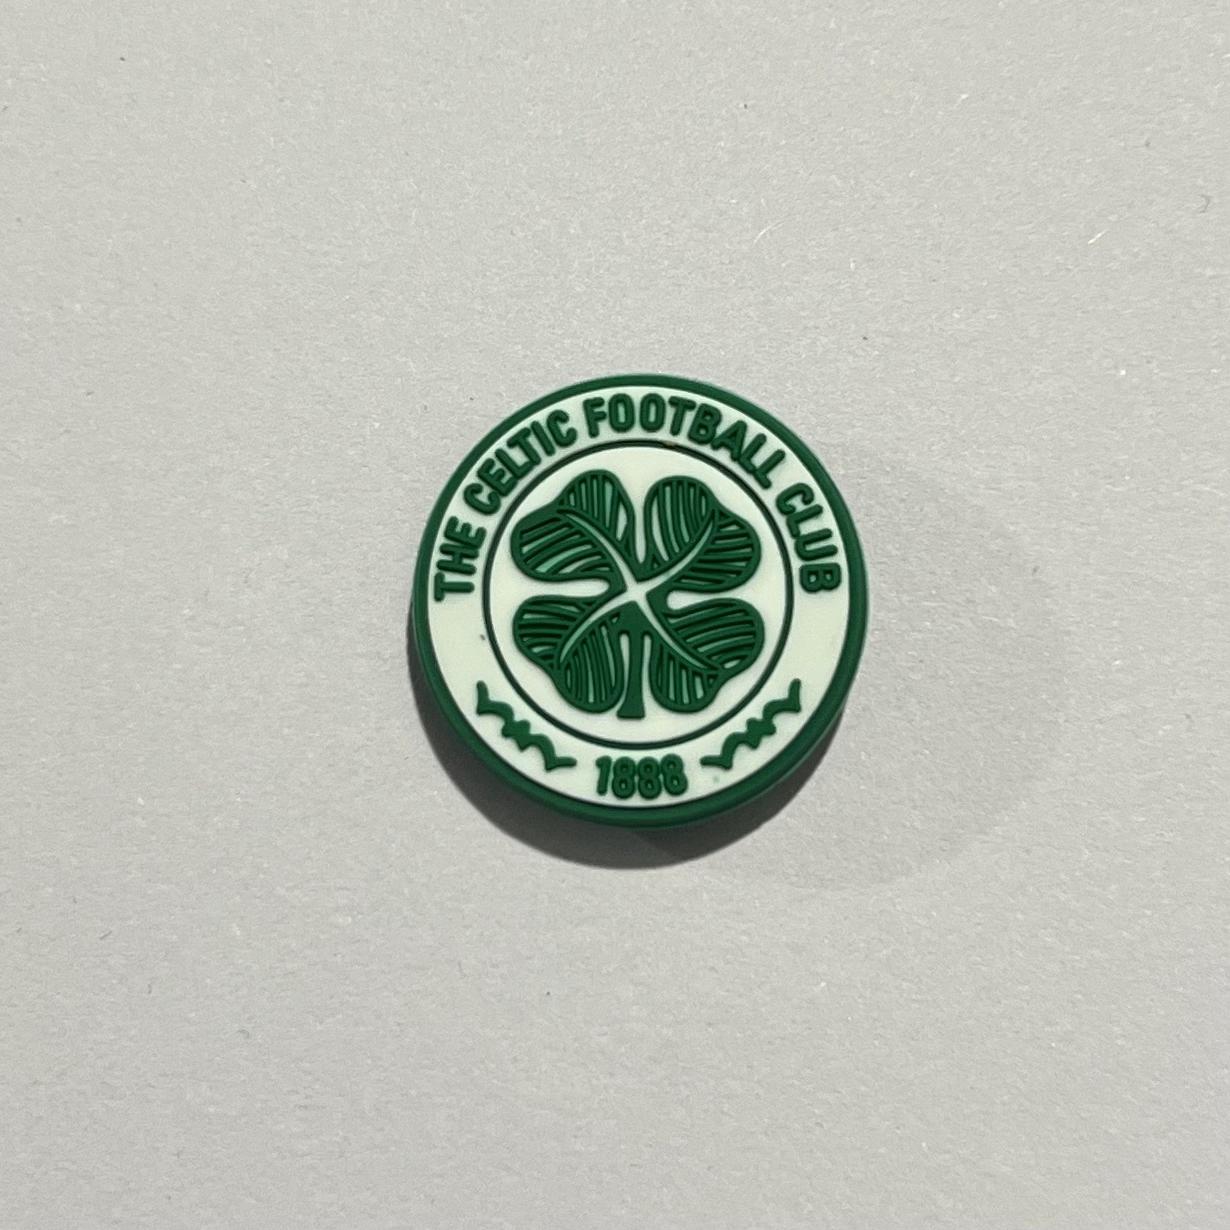 THE CELTIC FOOTBALL CLUB
1888